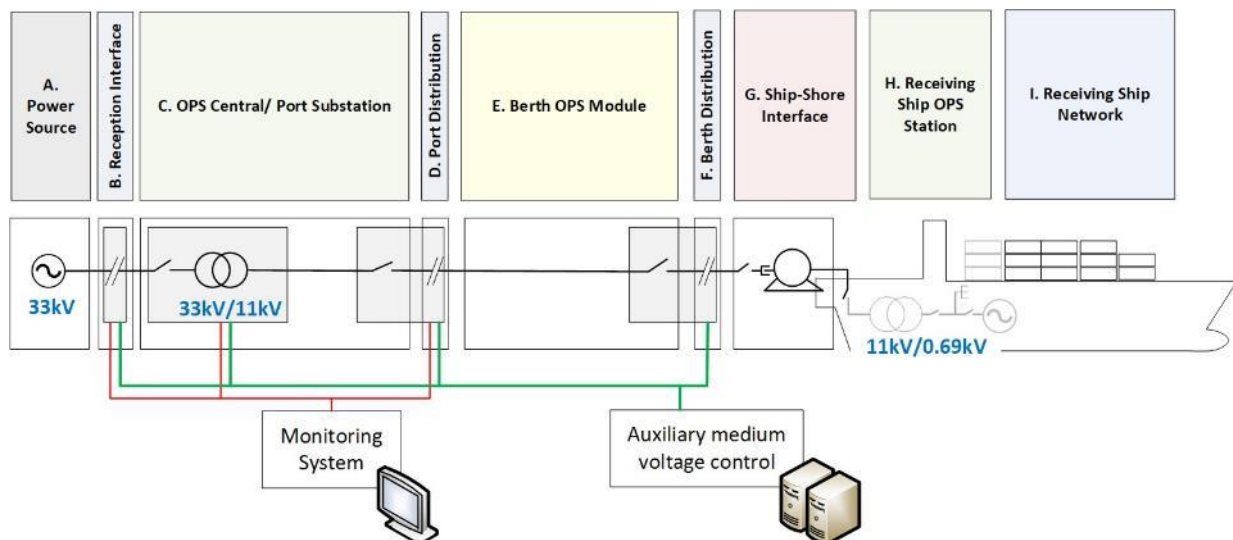 A.
Power
Source
B. Reception Interface
C. OPS Central/ Port Substation
D. Port Distribution
E. Berth OPS Module
F. Berth Distribution
G. Ship-Shore
Interface
H. Receiving
Ship OPS
Station
I. Receiving Ship
Network
33kV
33kV/11kV
11kV/0.69kV
Monitoring
System
Auxiliary medium
voltage control